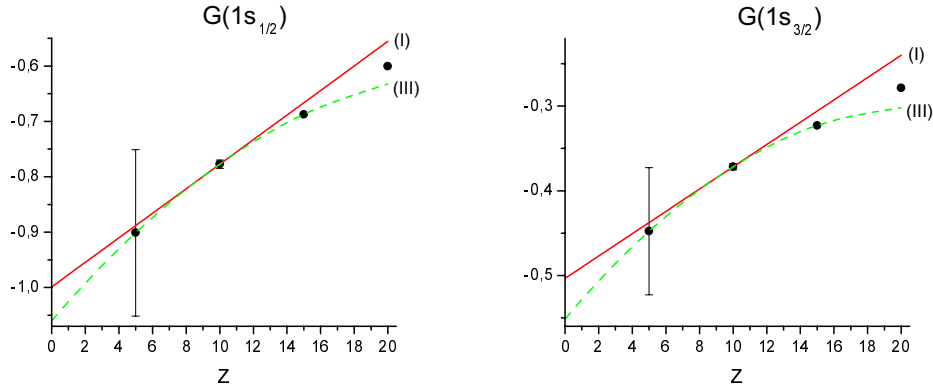 G(1s1/2)
(I)
-0,6
(III)
-0,7
-0,8
-0,9
-1,0
0 2 4 6 8 10 12 14 16 18 20
Z
G(1s3/2)
(I)
-0,3
(III)
-0,4
-0,5
0 2 4 6 8 10 12 14 16 18 20
Z